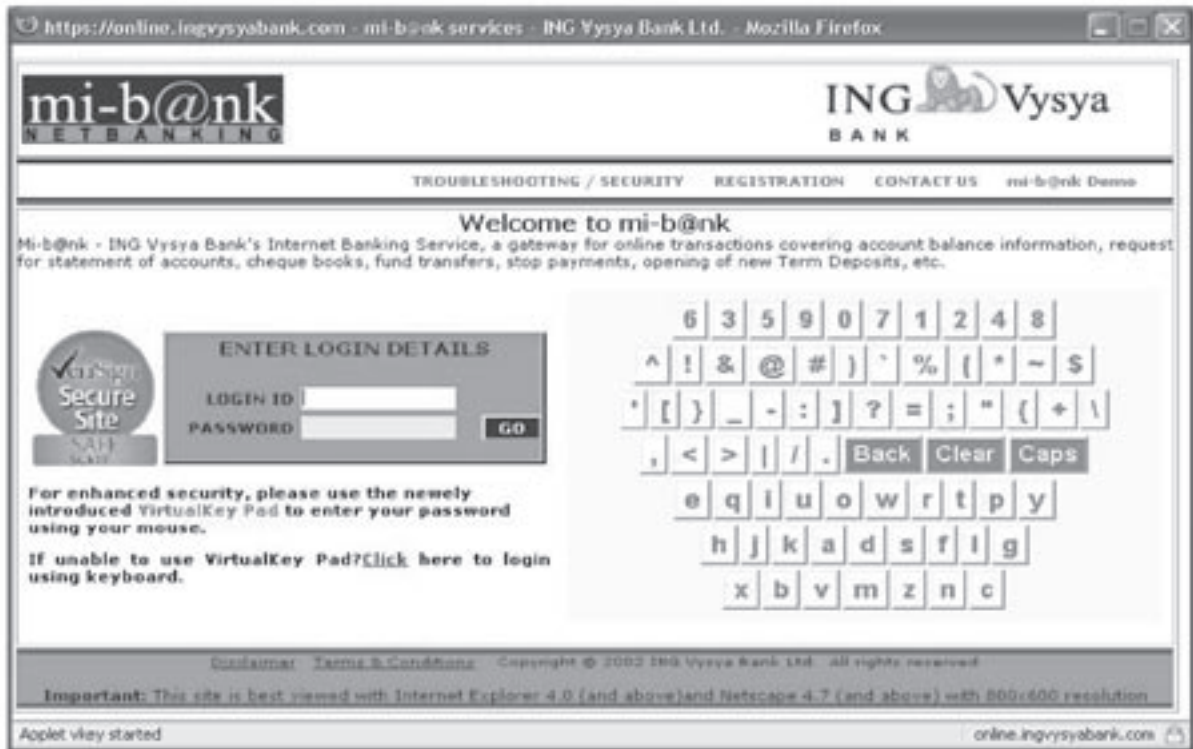 https://online.ingvysyabank.com - mi-b@nk services - ING Vysya Bank Ltd. - Mozilla Firefox
mi-b@nk
NETBANKING
ING Vysya
BANK
TROUBLESHOOTING / SECURITY REGISTRATION CONTACT US mi-b@nk Demo
Welcome to mi-b@nk
Mi-b@nk - ING Vysya Bank's Internet Banking Service, a gateway for online transactions covering account balance information, request
for statement of accounts, cheque books, fund transfers, stop payments, opening of new Term Deposits, etc.
VeriSign
Secure
Site
ENTER LOGIN DETAILS
LOGIN ID
PASSWORD GO
For enhanced security, please use the newly
introduced VirtualKey Pad to enter your password
using your mouse.
If unable to use VirtualKey Pad?Click here to login
using keyboard.
6 3 5 9 0 7 1 2 4 8
^ ! & @ # ) ` % ( * ~ $
' [ } _ - : ] ? = ; " { + \
, < > | / . Back Clear Caps
e q i u o w r t p y
h j k a d s f l g
x b v m z n c
Disclaimer Terms & Conditions Copyright © 2002 ING Vysya Bank Ltd. All rights reserved
Important: This site is best viewed with Internet Explorer 4.0 (and above)and Netscape 4.7 (and above) with 800x600 resolution
Applet vkey started
online.ingvysyabank.com